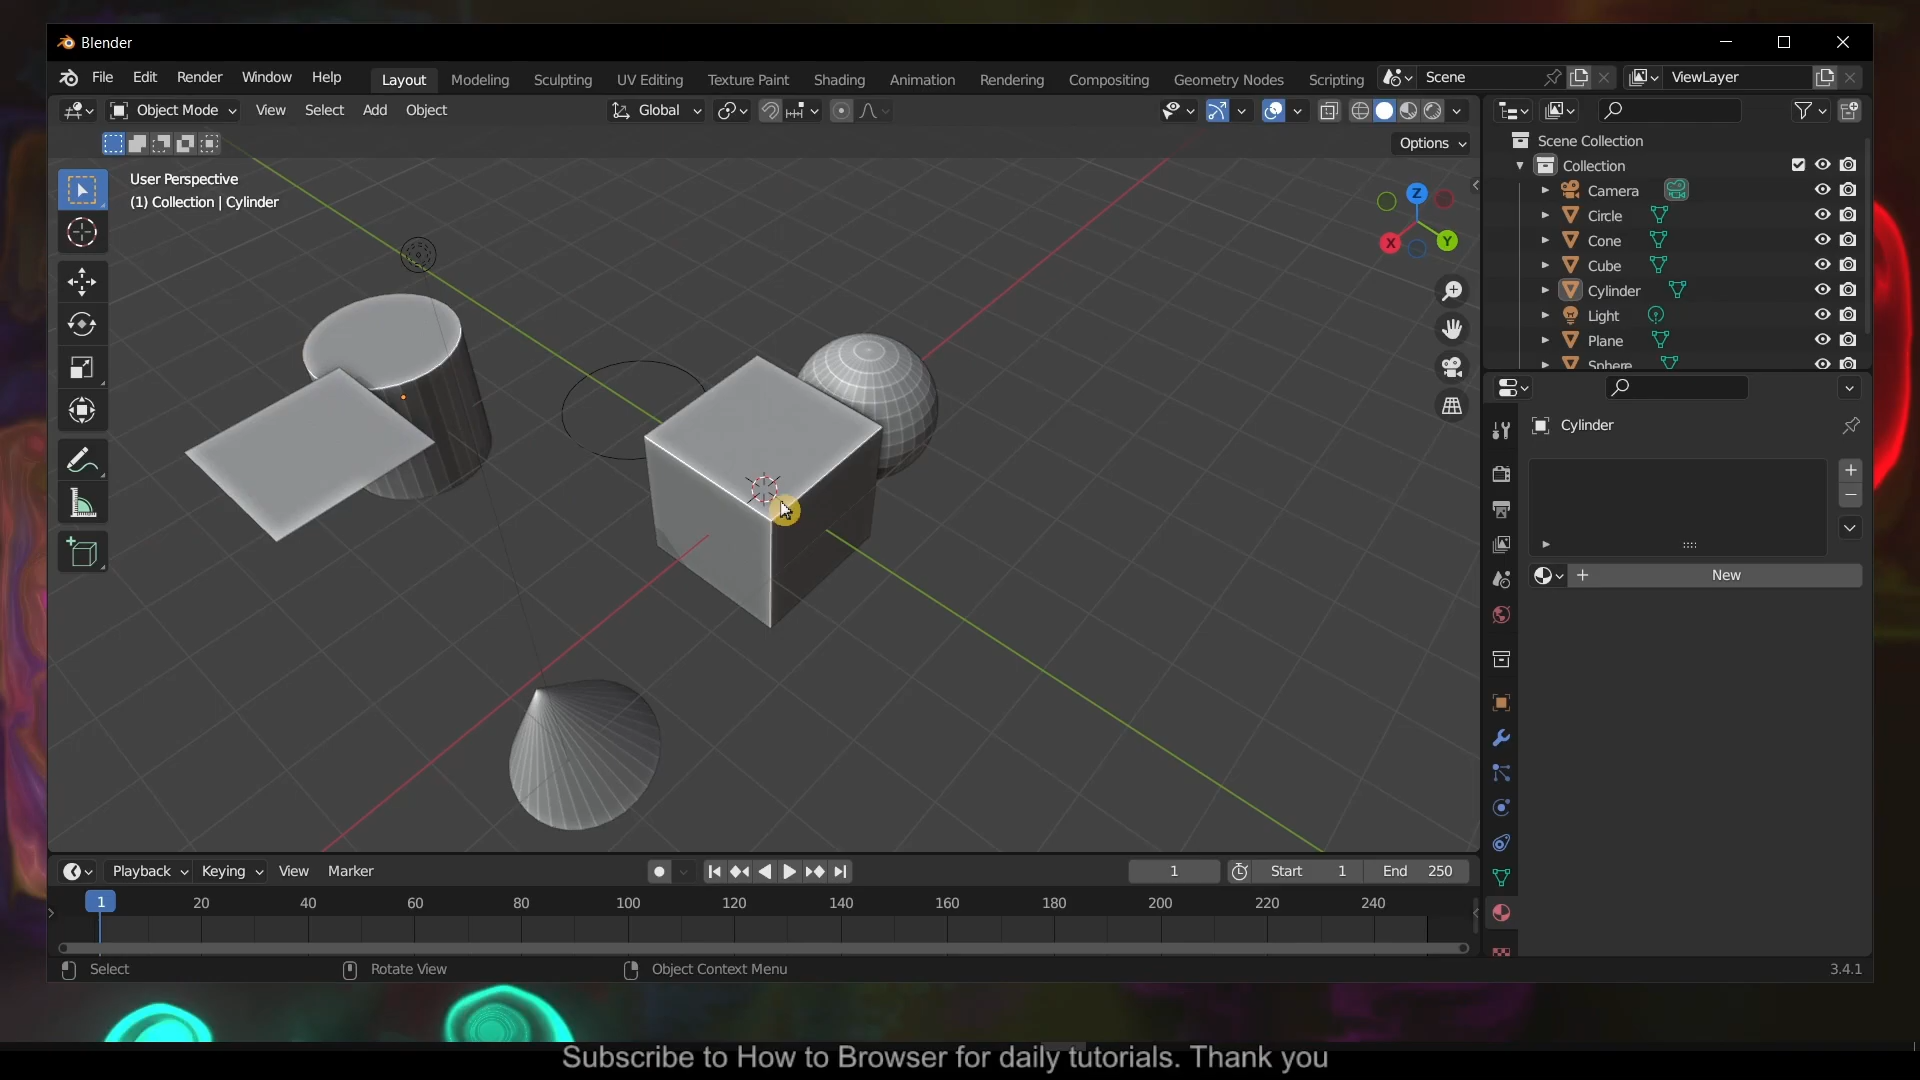 Blender
File Edit Render Window Help Layout Modeling Sculpting UV Editing Texture Paint Shading Animation Rendering Compositing Geometry Nodes Scripting Scene ViewLayer
Object Mode View Select Add Object Global
Options
User Perspective
(1) Collection | Cylinder
Z
X
Y
Scene Collection
Collection
Camera
Circle
Cone
Cube
Cylinder
Light
Plane
Sphere
Cylinder
New
Playback Keying View Marker 1 Start 1 End 250
1 20 40 60 80 100 120 140 160 180 200 220 240
Select Rotate View Object Context Menu 3.4.1
Subscribe to How to Browser for daily tutorials. Thank you